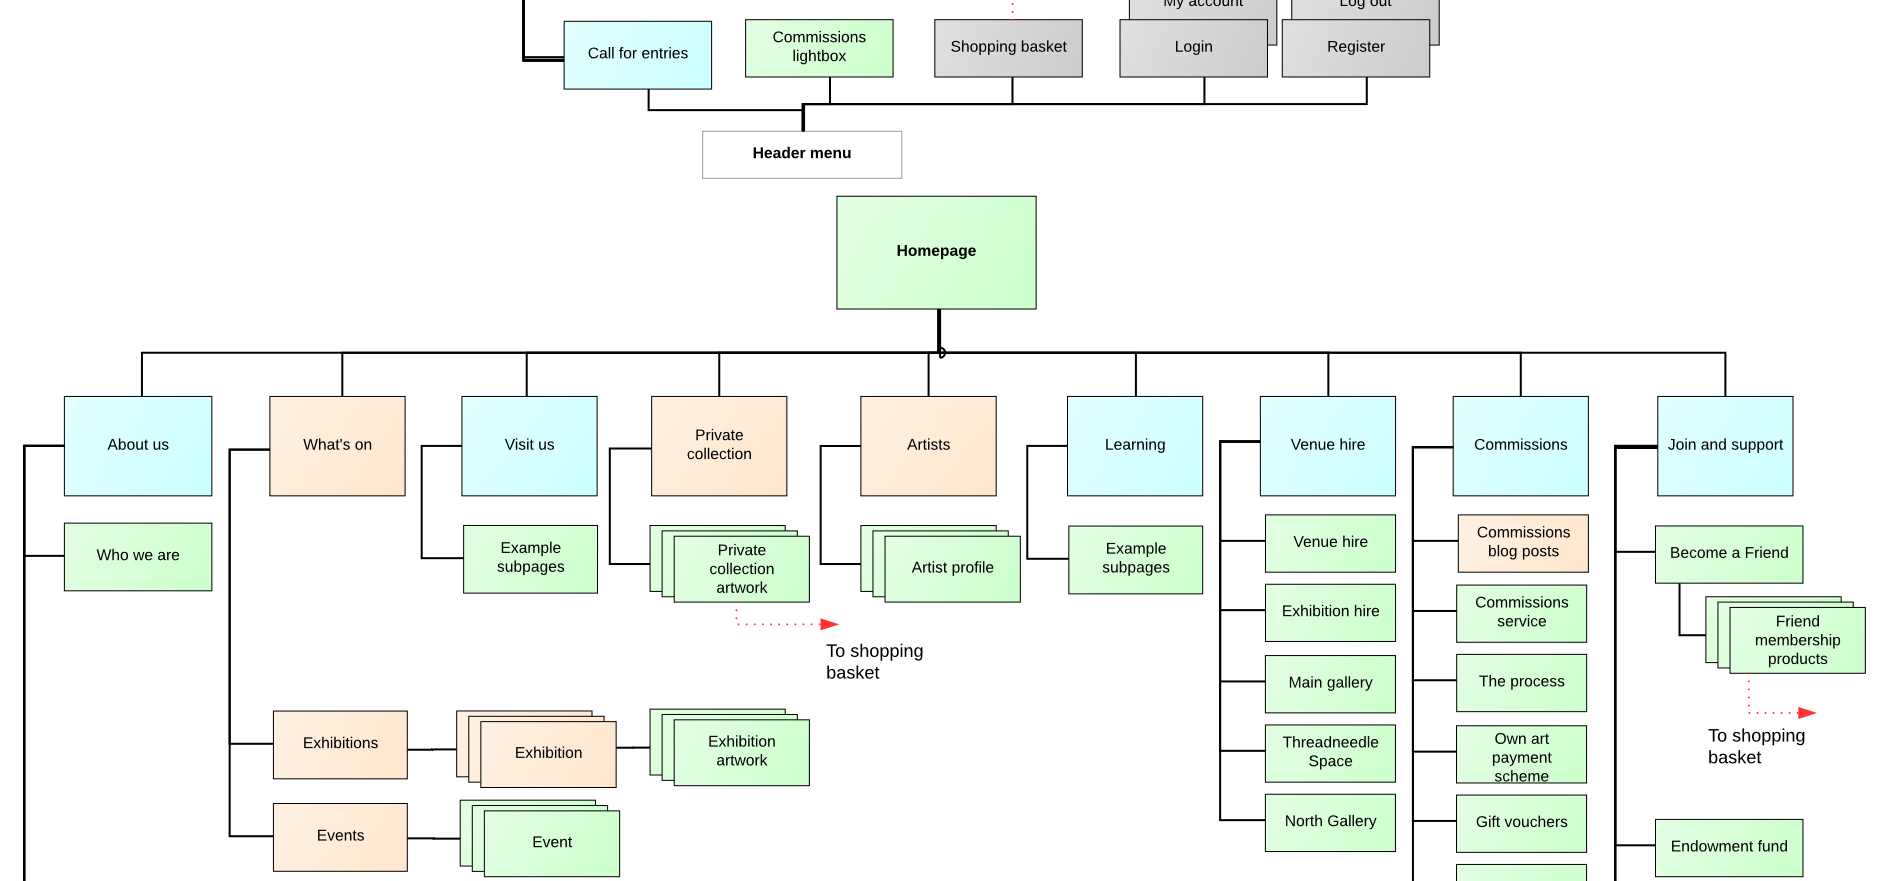 My account
Log out
Call for entries
Commissions
lightbox
Shopping basket
Login
Register
Header menu
Homepage
About us
What's on
Visit us
Private
collection
Artists
Learning
Venue hire
Commissions
Join and support
Who we are
Example
subpages
Private
collection
artwork
Artist profile
Example
subpages
Venue hire
Commissions
blog posts
Become a Friend
To shopping
basket
Exhibition hire
Commissions
service
Friend
membership
products
Main gallery
The process
To shopping
basket
Exhibitions
Exhibition
Exhibition
artwork
Threadneedle
Space
Own art
payment
scheme
Events
Event
North Gallery
Gift vouchers
Endowment fund